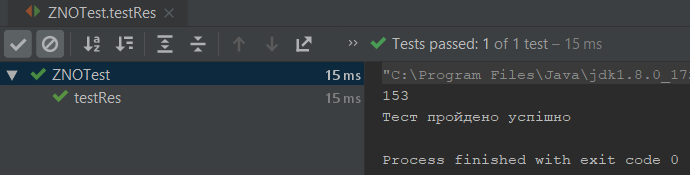 ZNOTest.testRes
Tests passed: 1 of 1 test – 15 ms
ZNOTest 15 ms
testRes 15 ms
"C:\Program Files\Java\jdk1.8.0_17
153
Тест пройдено успішно
Process finished with exit code 0